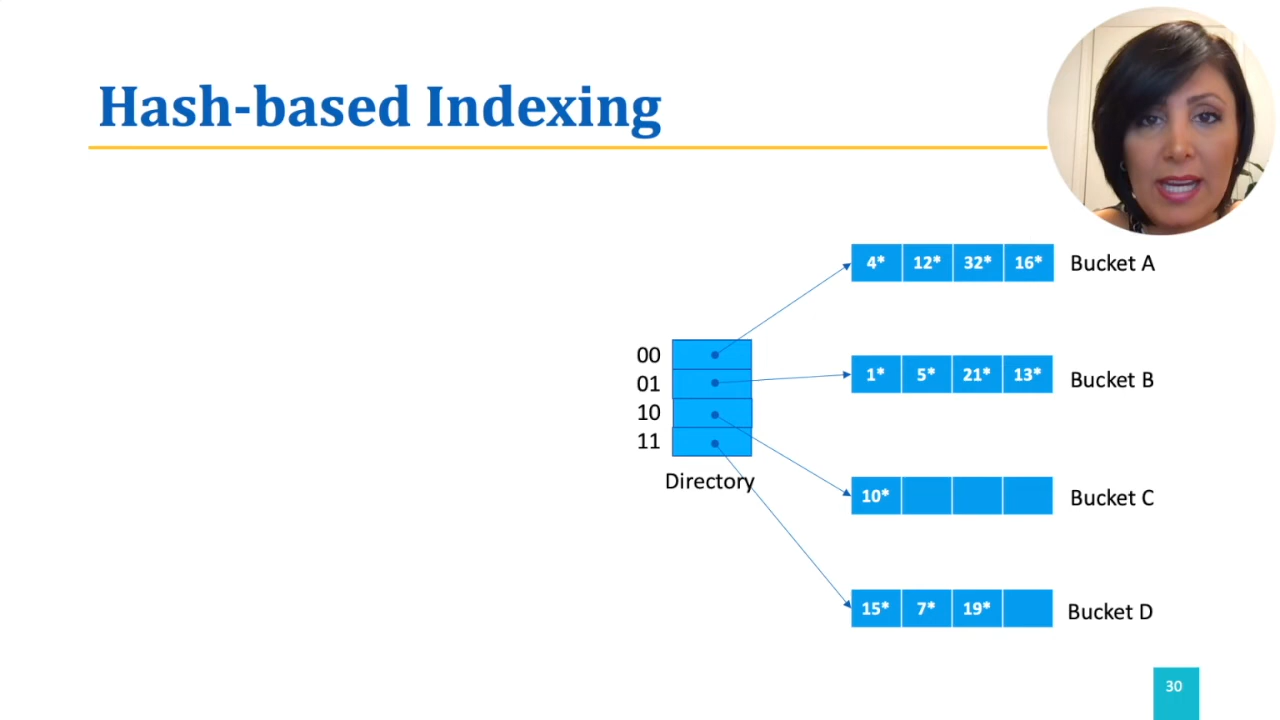 Hash-based Indexing
4* 12* 32* 16* Bucket A
00
01
10
11
Directory
1* 5* 21* 13* Bucket B
10* Bucket C
15* 7* 19* Bucket D
30